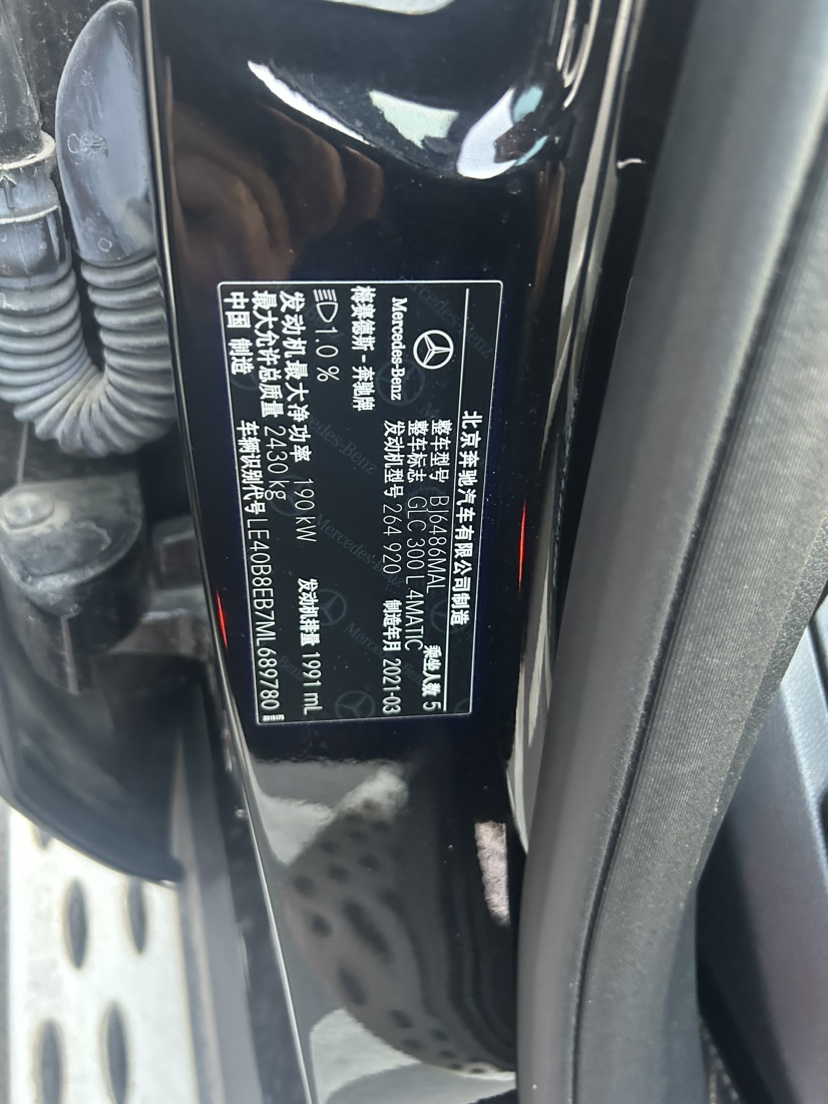 北京奔驰汽车有限公司制造
Mercedes-Benz
整车型号 BJ6486MAL 乘坐人数 5
整车标志 GLC 300 L 4MATIC
梅赛德斯-奔驰牌 发动机型号 264 920 制造年月 2021-03
1.0 %
发动机最大净功率 190 kW 发动机排量 1991 mL
最大允许总质量 2430 kg
中国 制造 车辆识别代号 LE40B8EB7ML689780